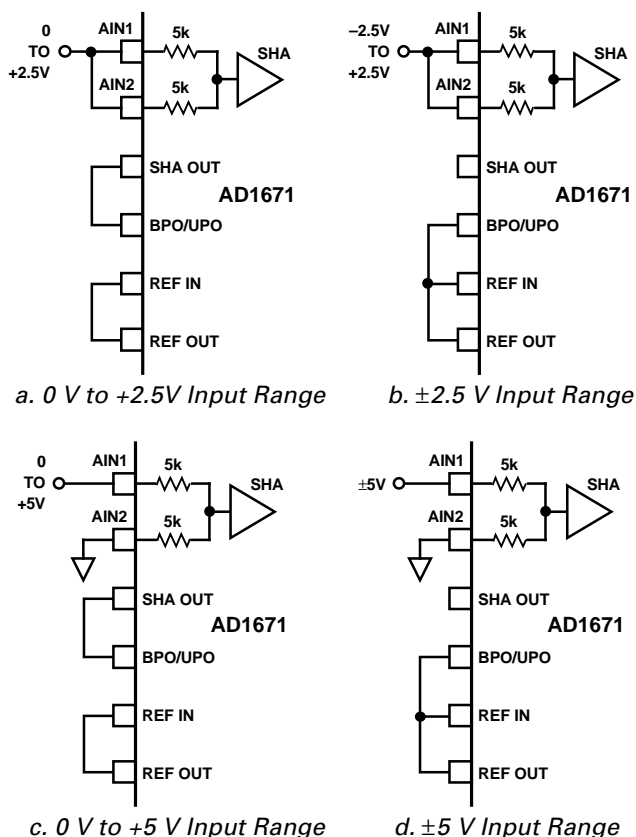 0
TO
+2.5V
AIN1
5k
SHA
AIN2
5k
SHA OUT
AD1671
BPO/UPO
REF IN
REF OUT
a. 0 V to +2.5V Input Range
–2.5V
TO
+2.5V
AIN1
5k
SHA
AIN2
5k
SHA OUT
AD1671
BPO/UPO
REF IN
REF OUT
b. ±2.5 V Input Range
0
TO
+5V
AIN1
5k
SHA
AIN2
5k
SHA OUT
AD1671
BPO/UPO
REF IN
REF OUT
c. 0 V to +5 V Input Range
±5V
AIN1
5k
SHA
AIN2
5k
SHA OUT
AD1671
BPO/UPO
REF IN
REF OUT
d. ±5 V Input Range